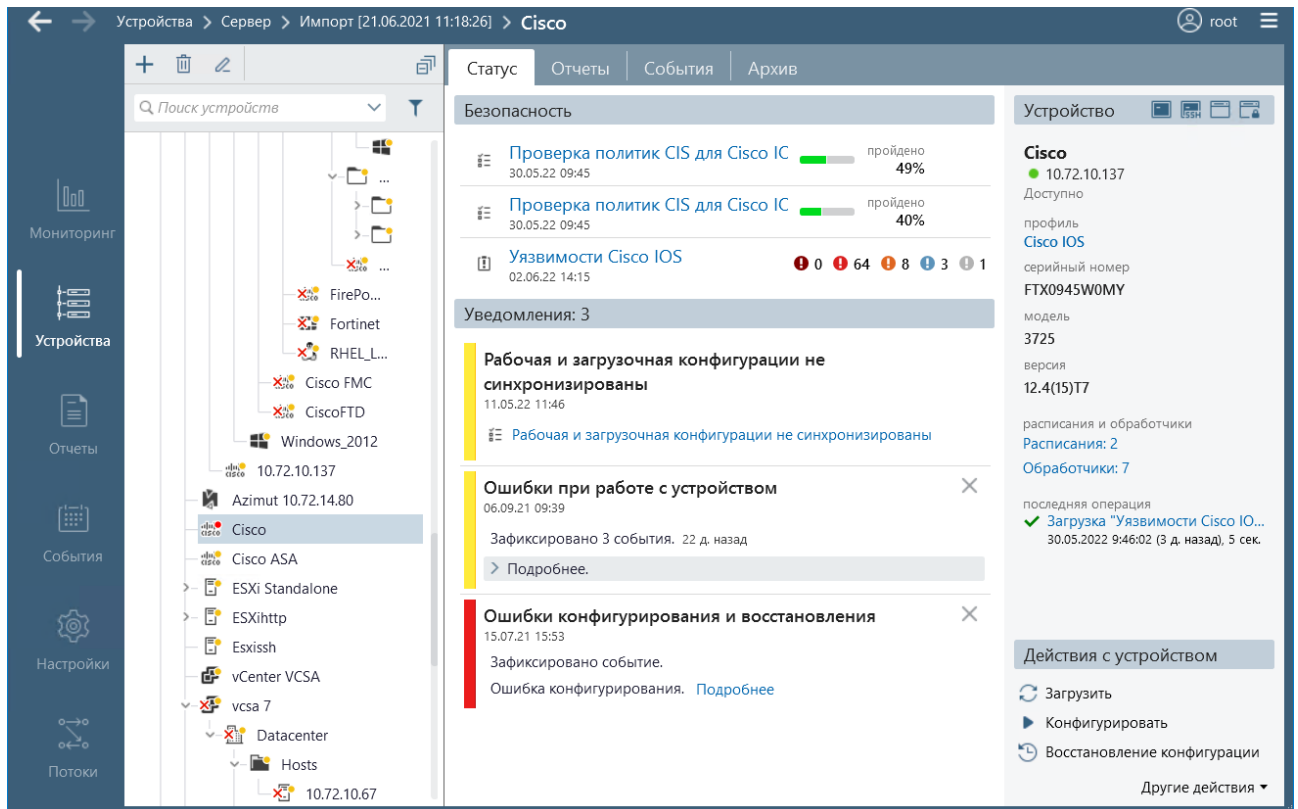 Устройства > Сервер > Импорт [21.06.2021 11:18:26] > Cisco
root
Мониторинг
Устройства
Отчеты
События
Настройки
Потоки
Поиск устройств
...
...
FirePo...
Fortinet
RHEL_L...
Cisco FMC
CiscoFTD
Windows_2012
10.72.10.137
Azimut 10.72.14.80
Cisco
Cisco ASA
ESXi Standalone
ESXihttp
Esxissh
vCenter VCSA
vcsa 7
Datacenter
Hosts
10.72.10.67
Статус
Отчеты
События
Архив
Безопасность
Проверка политик CIS для Cisco IC
30.05.22 09:45
пройдено
49%
Проверка политик CIS для Cisco IC
30.05.22 09:45
пройдено
40%
Уязвимости Cisco IOS
02.06.22 14:15
0 64 8 3 1
Уведомления: 3
Рабочая и загрузочная конфигурации не
синхронизированы
11.05.22 11:46
Рабочая и загрузочная конфигурации не синхронизированы
Ошибки при работе с устройством
06.09.21 09:39
Зафиксировано 3 события. 22 д. назад
> Подробнее.
Ошибки конфигурирования и восстановления
15.07.21 15:53
Зафиксировано событие.
Ошибка конфигурирования. Подробнее
Устройство
SSH
Cisco
10.72.10.137
Доступно
профиль
Cisco IOS
серийный номер
FTX0945W0MY
модель
3725
версия
12.4(15)T7
расписания и обработчики
Расписания: 2
Обработчики: 7
последняя операция
Загрузка "Уязвимости Cisco IO...
30.05.2022 9:46:02 (3 д. назад), 5 сек.
Действия с устройством
Загрузить
Конфигурировать
Восстановление конфигурации
Другие действия